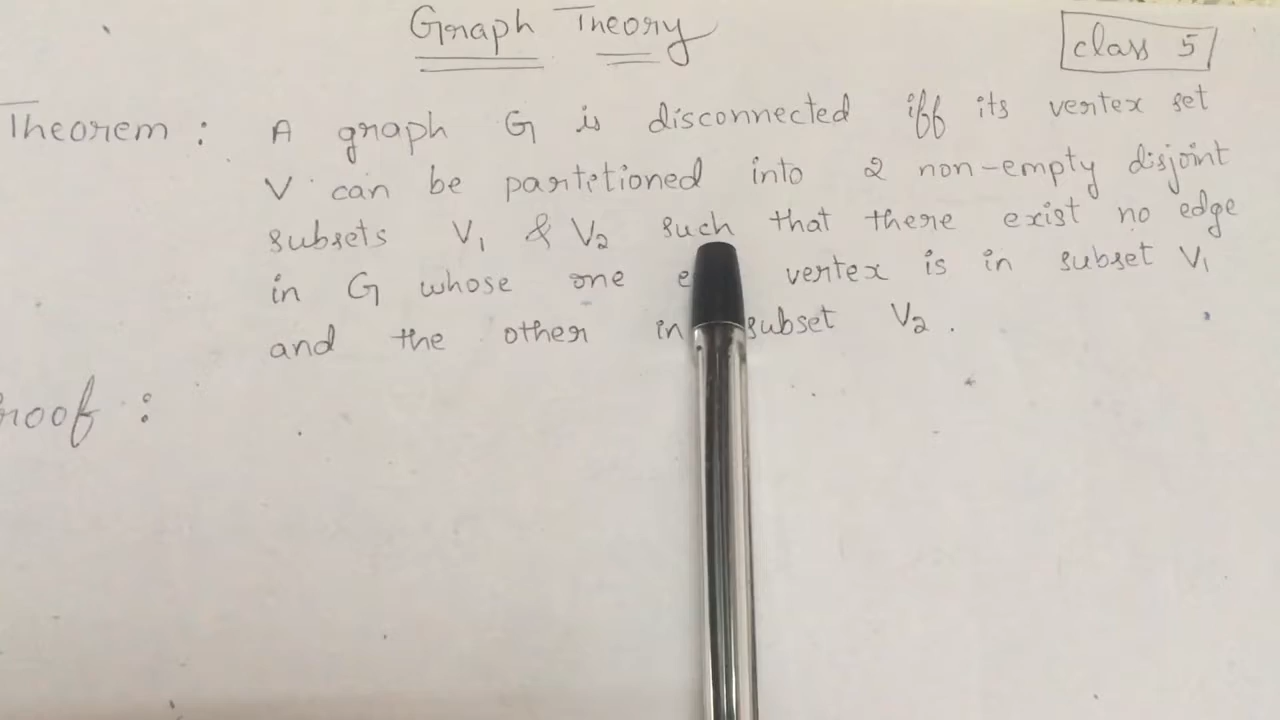 Graph Theory
class 5
Theorem : A graph G is disconnected iff its vertex set
V can be partitioned into 2 non-empty disjoint
subsets V₁ & V₂ such that there exist no edge
in G whose one vertex is in subset V₁
and the other in subset V₂ .
roof :